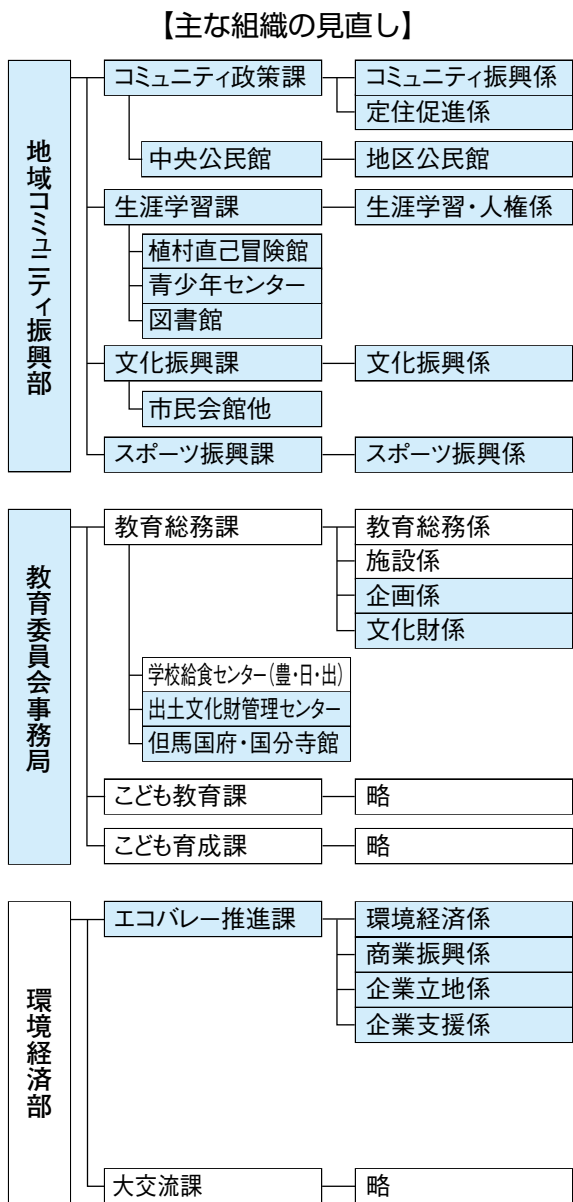 【主な組織の見直し】
地域コミュニティ振興部
コミュニティ政策課
コミュニティ振興係
定住促進係
中央公民館
地区公民館
生涯学習課
生涯学習・人権係
植村直己冒険館
青少年センター
図書館
文化振興課
文化振興係
市民会館他
スポーツ振興課
スポーツ振興係
教育委員会事務局
教育総務課
教育総務係
施設係
企画係
文化財係
学校給食センター(豊・日・出)
出土文化財管理センター
但馬国府・国分寺館
こども教育課
略
こども育成課
略
環境経済部
エコバレー推進課
環境経済係
商業振興係
企業立地係
企業支援係
大交流課
略